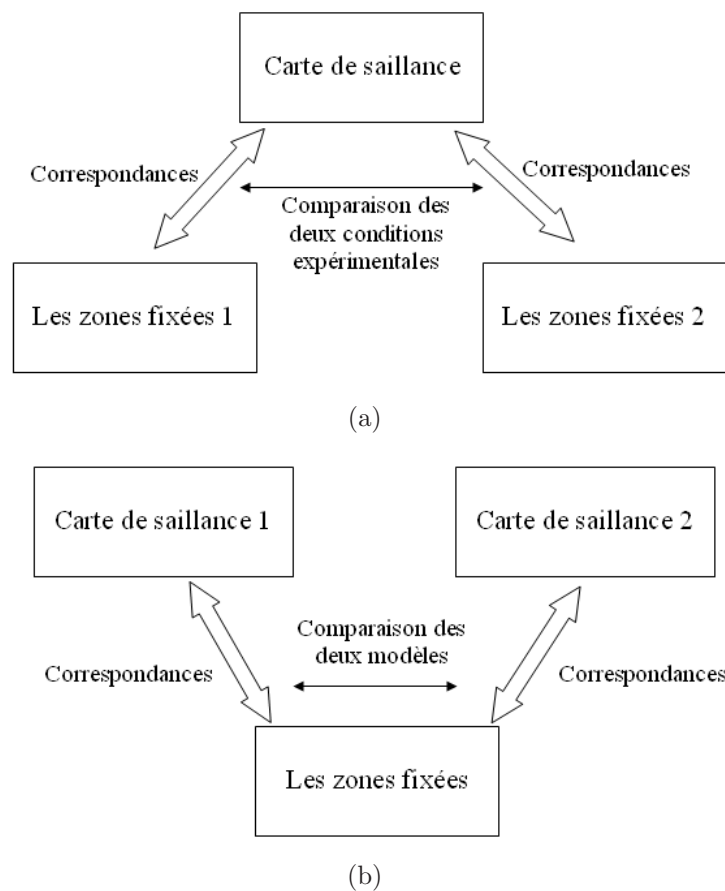 Carte de saillance
Correspondances
Correspondances
Comparaison des
deux conditions
expérimentales
Les zones fixées 1
Les zones fixées 2
(a)
Carte de saillance 1
Carte de saillance 2
Comparaison des
deux modèles
Correspondances
Correspondances
Les zones fixées
(b)